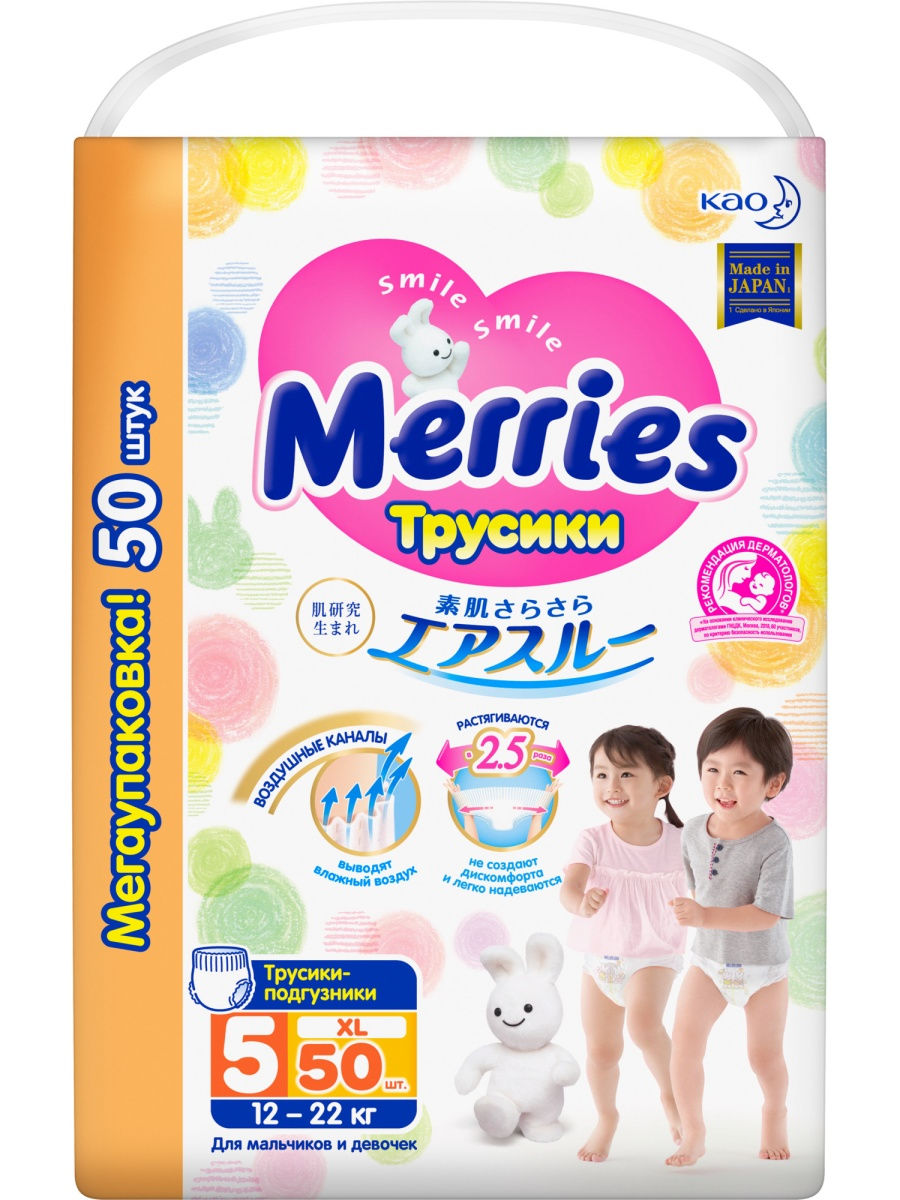 Мегаупаковка! 50 штук
Kao
Made in
JAPAN1
1 Сделано в Японии
Smile Smile
Merries
Трусики
РЕКОМЕНДАЦИЯ ДЕРМАТОЛОГОВ*
肌研究
生まれ
素肌さらさら
エアスルー
ВОЗДУШНЫЕ КАНАЛЫ
выводят
влажный воздух
РАСТЯГИВАЮТСЯ
в 2.5 раза
не создают
дискомфорта
и легко надеваются
Трусики-
подгузники
5
XL
50 шт.
12 – 22 кг
Для мальчиков и девочек